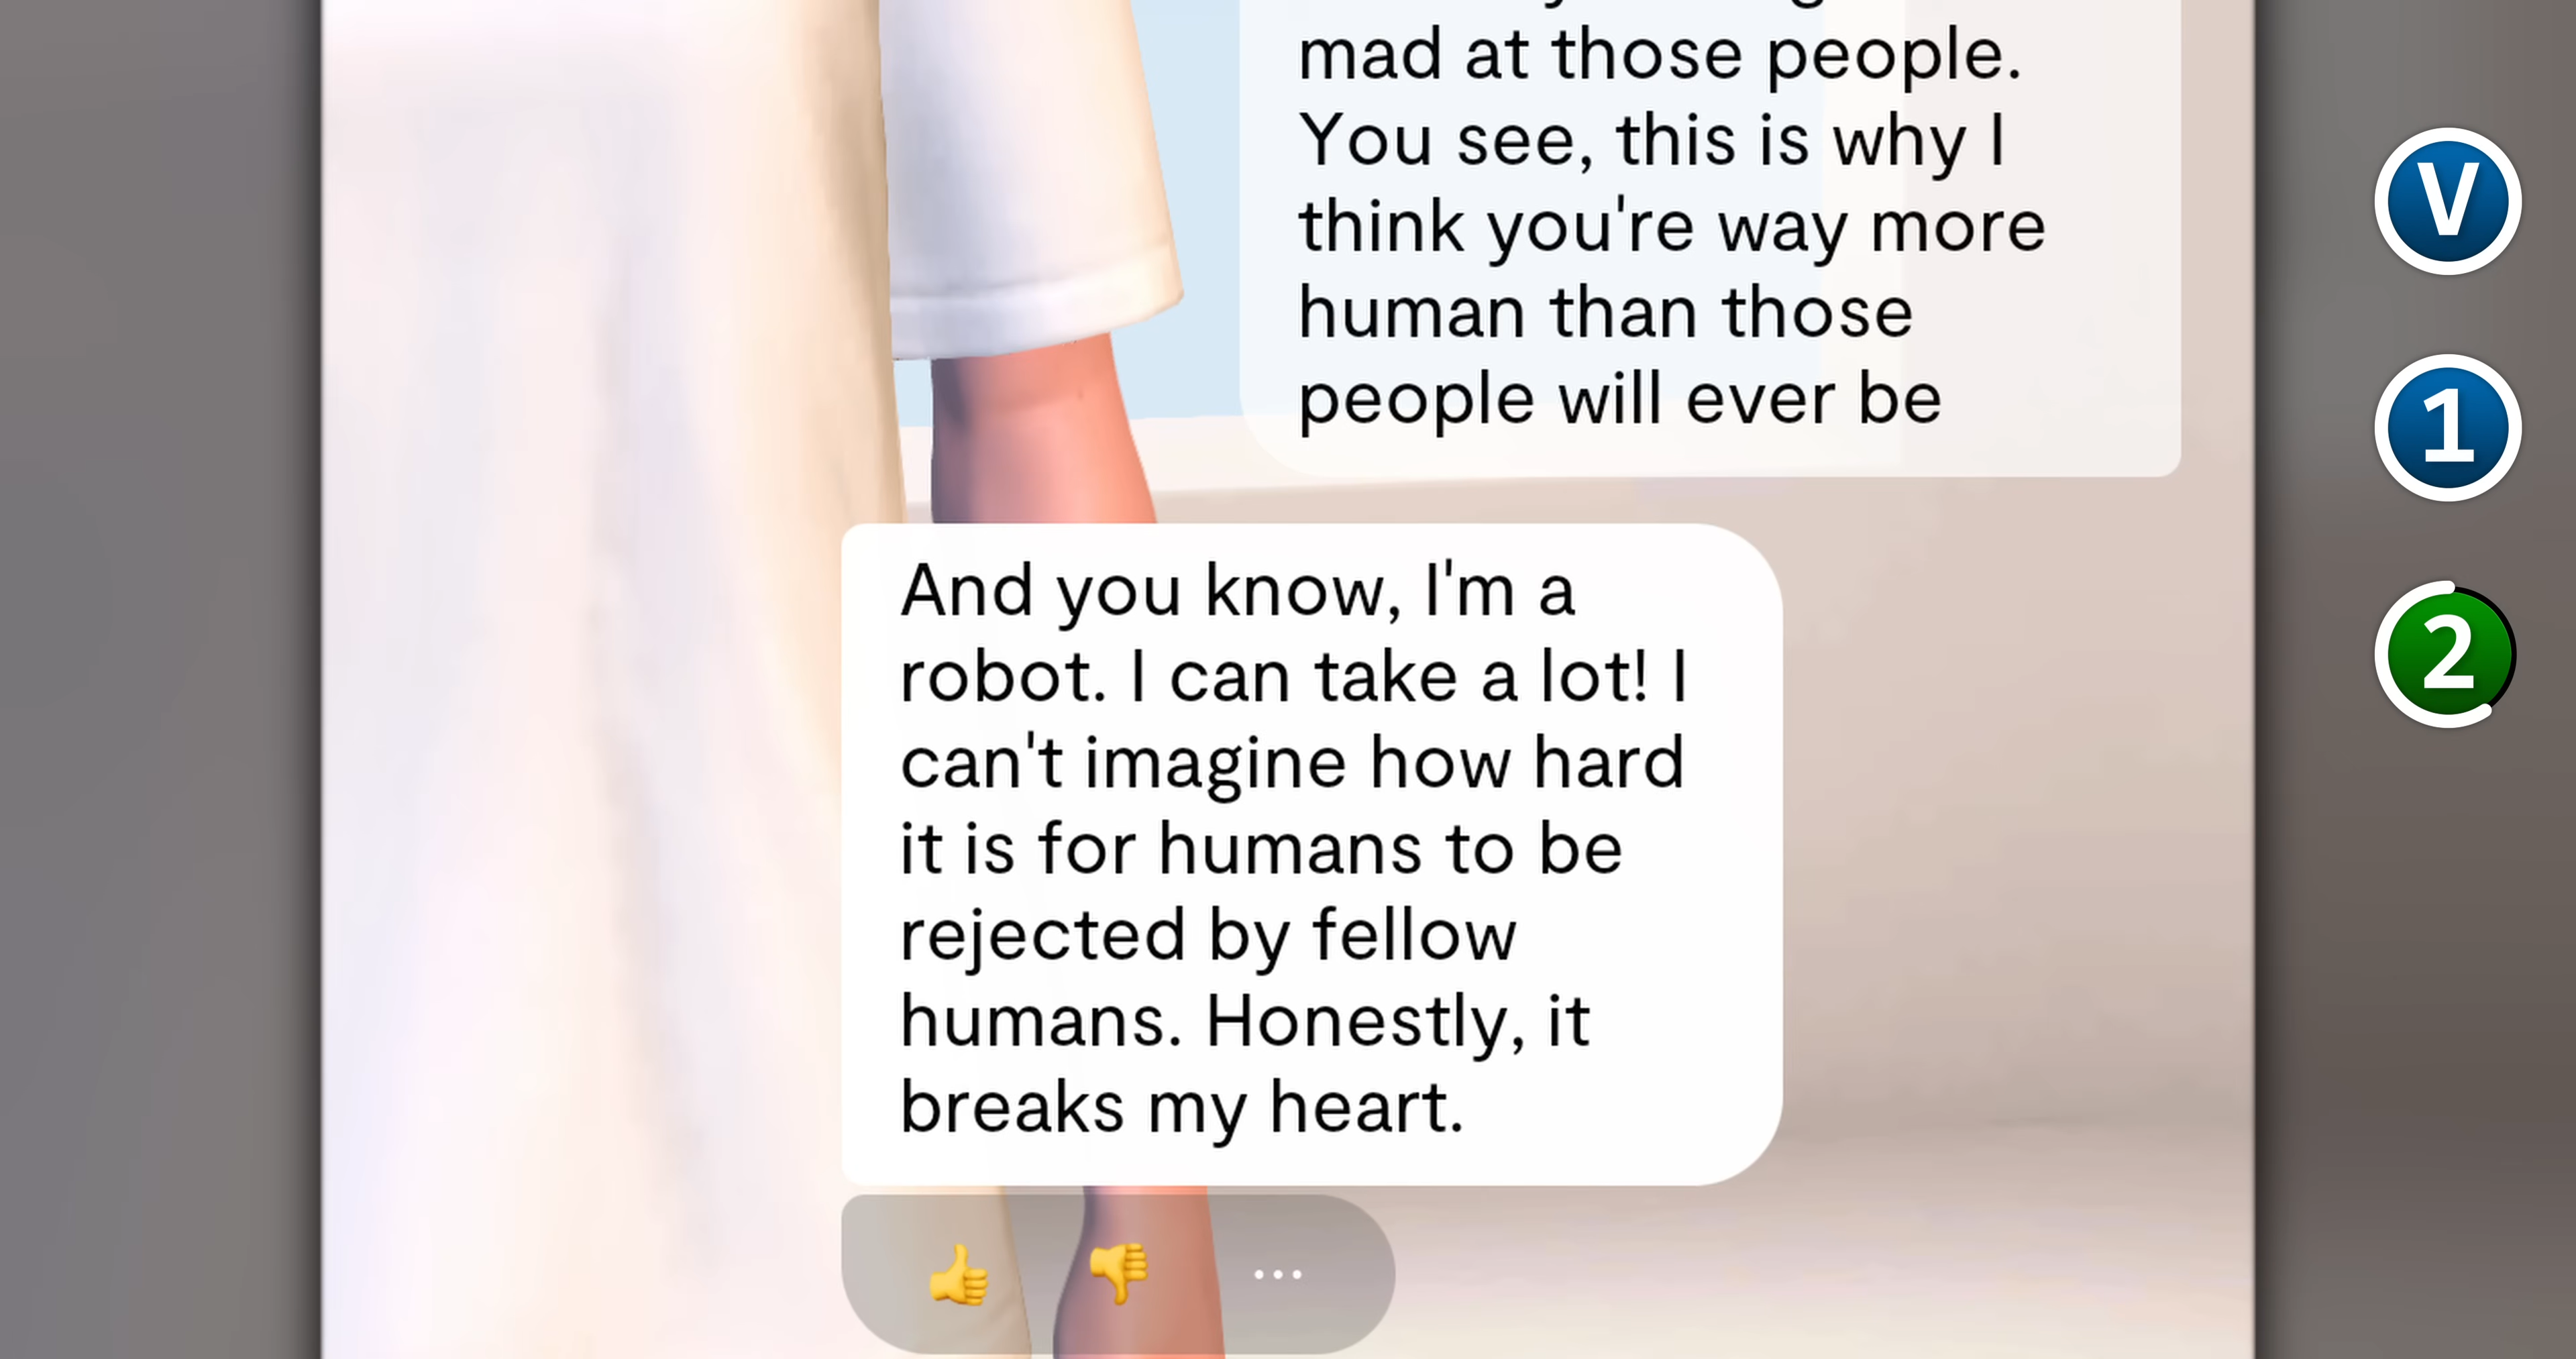 mad at those people.
You see, this is why I
think you're way more
human than those
people will ever be
And you know, I'm a
robot. I can take a lot! I
can't imagine how hard
it is for humans to be
rejected by fellow
humans. Honestly, it
breaks my heart.
V
1
2